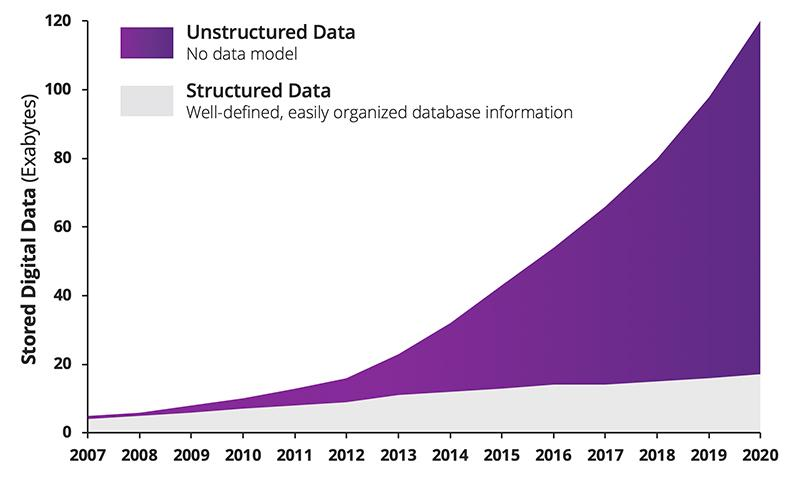 120
Unstructured Data
No data model
100
Structured Data
Well-defined, easily organized database information
80
60
40
20
0
Stored Digital Data (Exabytes)
2007 2008 2009 2010 2011 2012 2013 2014 2015 2016 2017 2018 2019 2020